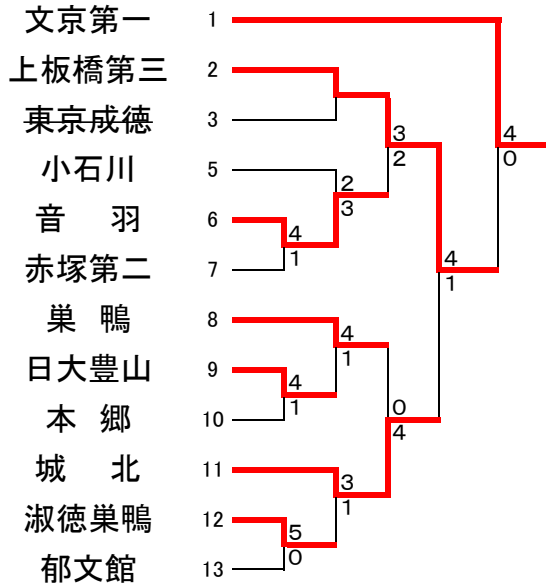 文京第一 1
上板橋第三 2
東京成徳 3
小石川 5
音 羽 6
赤塚第二 7
巣 鴨 8
日大豊山 9
本 郷 10
城 北 11
淑徳巣鴨 12
郁文館 13
4
0
3
2
2
3
4
1
4
1
4
1
4
1
0
4
3
1
5
0